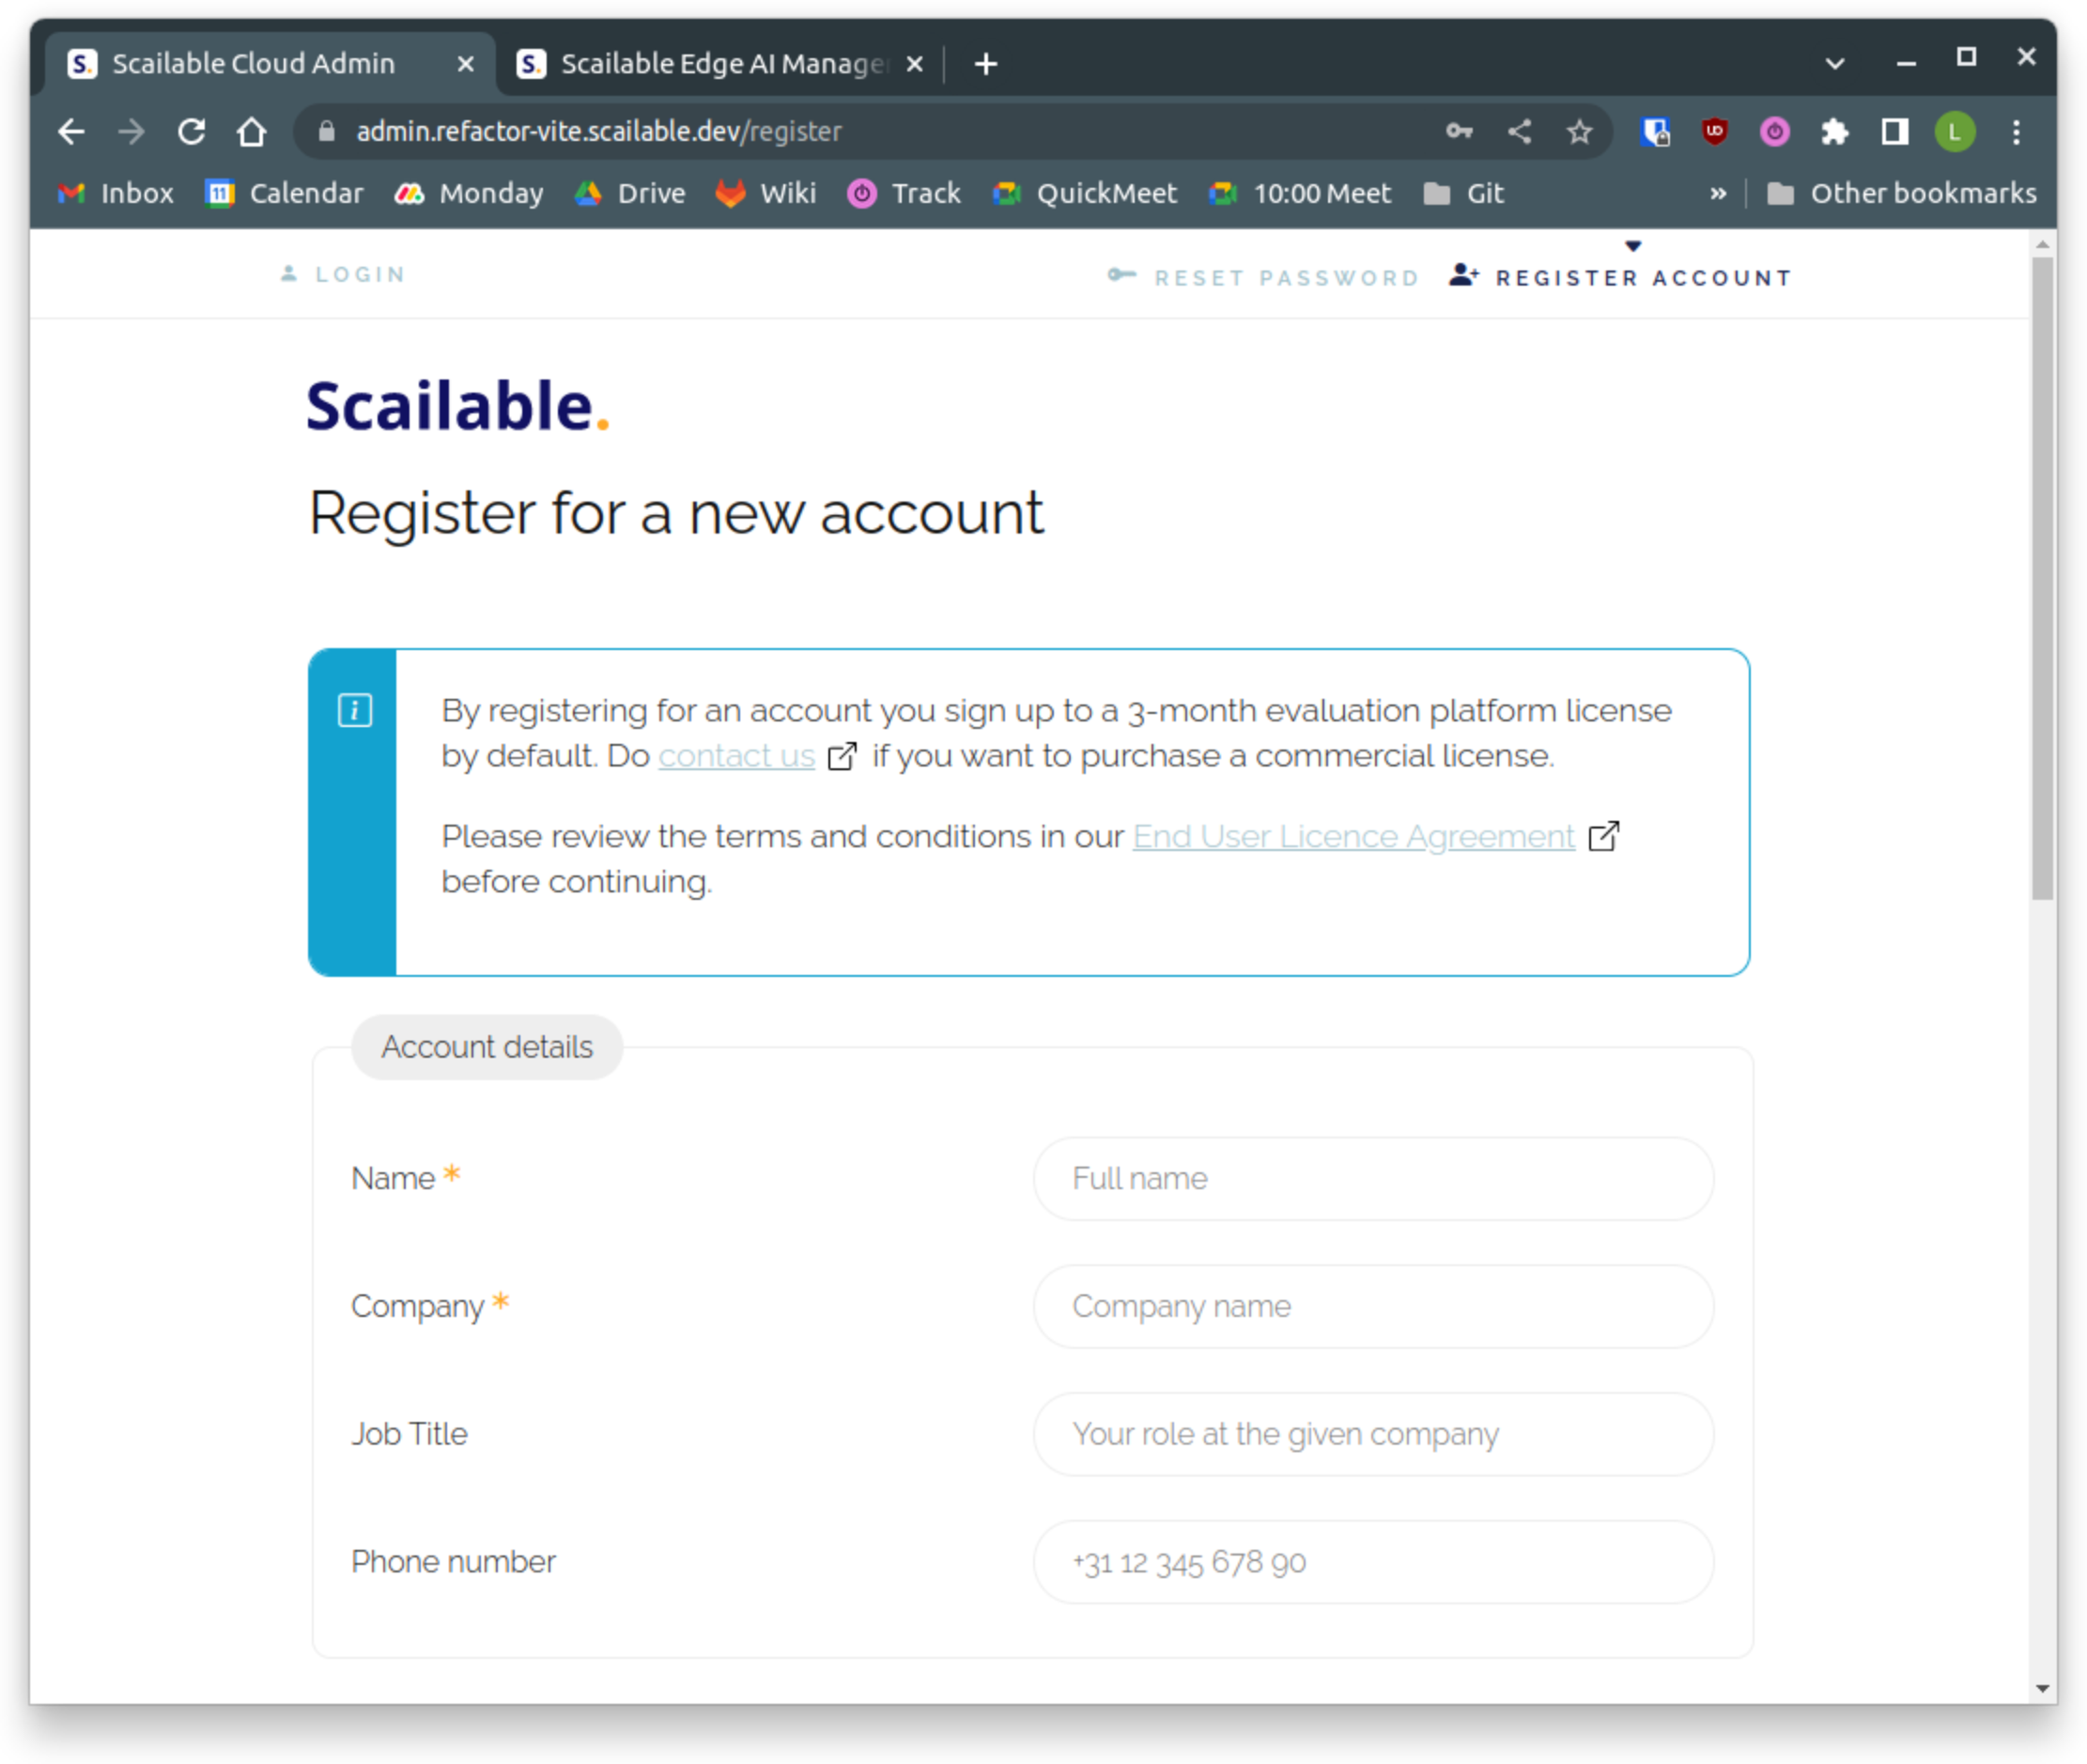 Scailable Cloud Admin
Scailable Edge AI Manage
admin.refactor-vite.scailable.dev/register
Inbox Calendar Monday Drive Wiki Track QuickMeet 10:00 Meet Git » Other bookmarks
LOGIN RESET PASSWORD REGISTER ACCOUNT
Scailable.
Register for a new account
By registering for an account you sign up to a 3-month evaluation platform license
by default. Do contact us if you want to purchase a commercial license.
Please review the terms and conditions in our End User Licence Agreement
before continuing.
Account details
Name * Full name
Company * Company name
Job Title Your role at the given company
Phone number +31 12 345 678 90